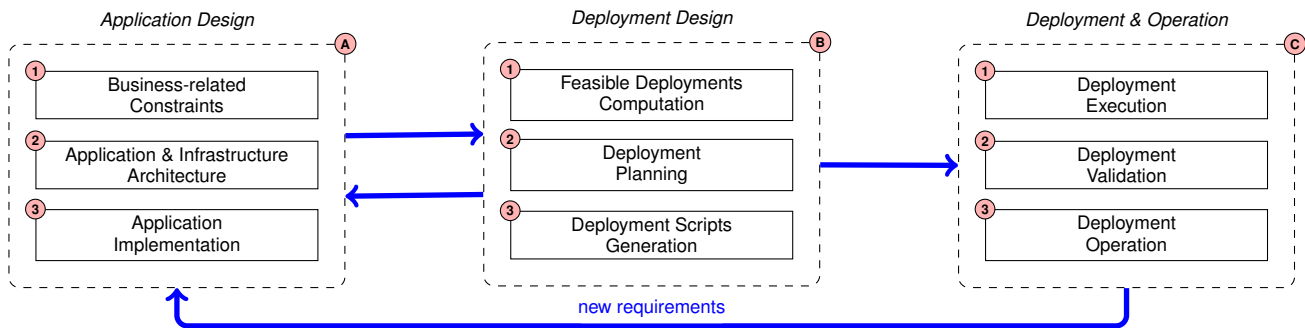 Application Design
A
1
Business-related
Constraints
2
Application & Infrastructure
Architecture
3
Application
Implementation
Deployment Design
B
1
Feasible Deployments
Computation
2
Deployment
Planning
3
Deployment Scripts
Generation
Deployment & Operation
C
1
Deployment
Execution
2
Deployment
Validation
3
Deployment
Operation
new requirements